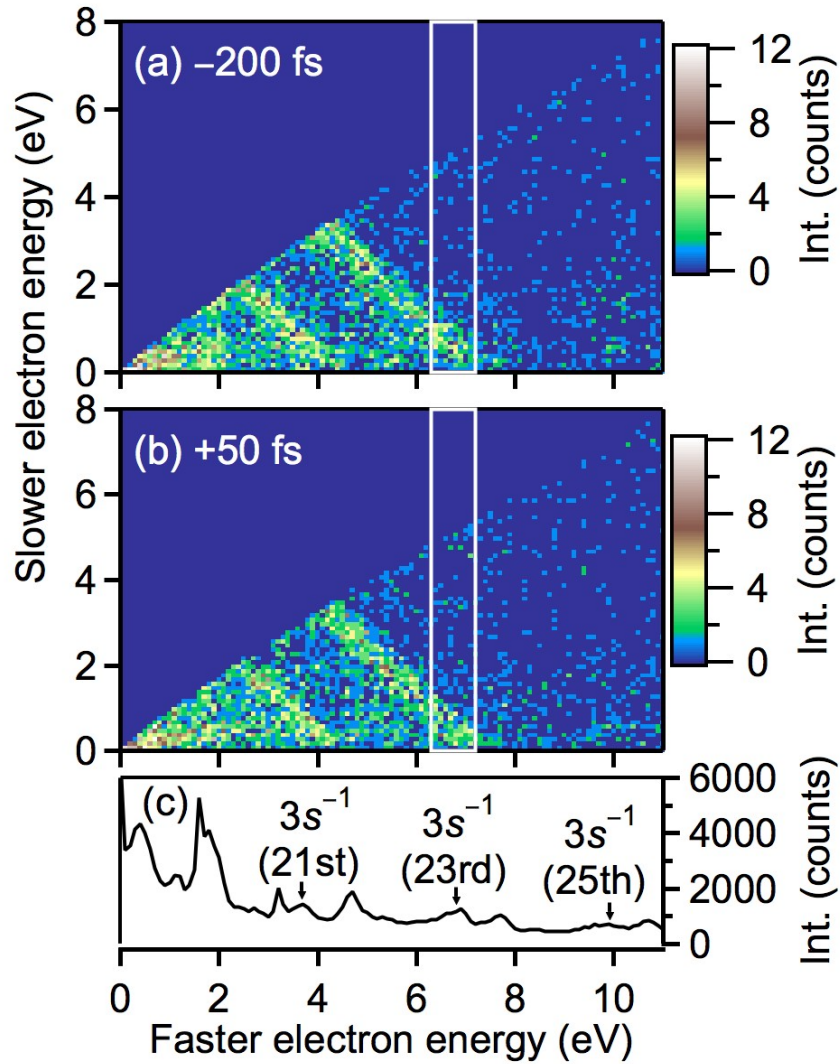 8
(a) –200 fs
6
4
2
0
12
8
4
0
Int. (counts)
Slower electron energy (eV)
8
(b) +50 fs
6
4
2
0
12
8
4
0
Int. (counts)
(c)
3s⁻¹
(21st)
3s⁻¹
(23rd)
3s⁻¹
(25th)
6000
4000
2000
0
Int. (counts)
0 2 4 6 8 10
Faster electron energy (eV)